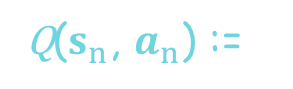 Q(sₙ, aₙ) :=